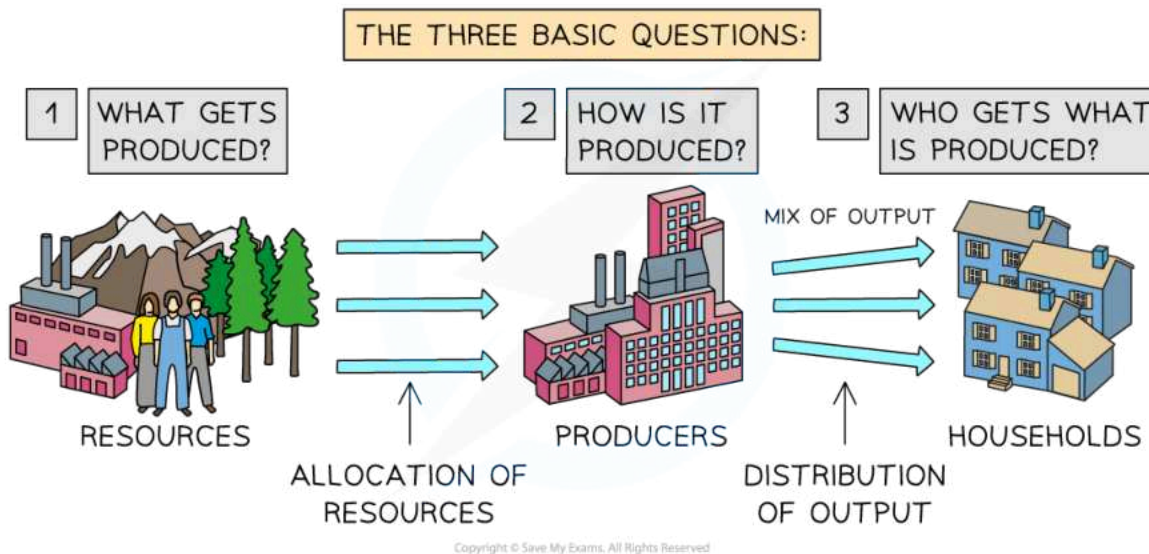 THE THREE BASIC QUESTIONS:
1
WHAT GETS
PRODUCED?
2
HOW IS IT
PRODUCED?
3
WHO GETS WHAT
IS PRODUCED?
MIX OF OUTPUT
RESOURCES
PRODUCERS
HOUSEHOLDS
ALLOCATION OF
RESOURCES
DISTRIBUTION
OF OUTPUT
Copyright © Save My Exams. All Rights Reserved